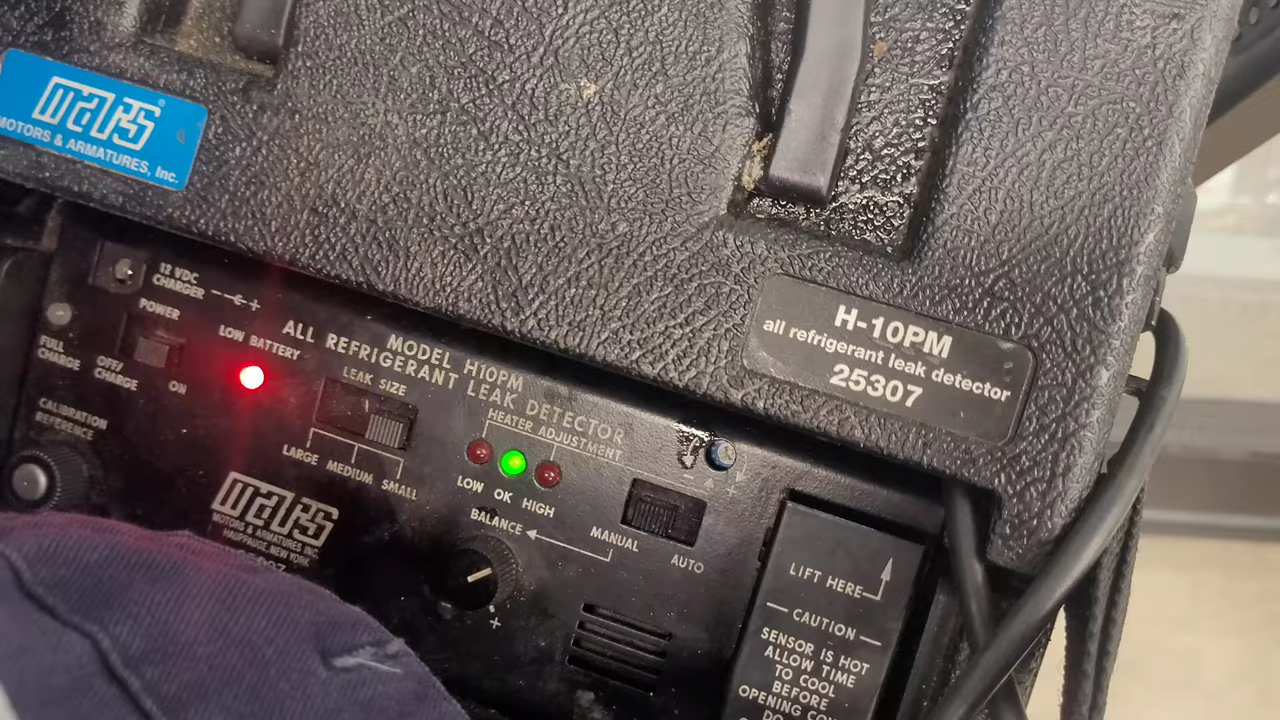 mars
MOTORS & ARMATURES, Inc.
H-10PM
all refrigerant leak detector
25307
12 VDC
CHARGER
- +
POWER
FULL
CHARGE
OFF/
CHARGE
ON
LOW BATTERY
MODEL H10PM
ALL REFRIGERANT LEAK DETECTOR
LEAK SIZE
LARGE MEDIUM SMALL
HEATER ADJUSTMENT
- +
LOW OK HIGH
CALIBRATION
REFERENCE
mars
MOTORS & ARMATURES INC.
HAUPPAUGE, NEW YORK
BALANCE
+
MANUAL
AUTO
LIFT HERE
CAUTION
SENSOR IS HOT
ALLOW TIME
TO COOL
BEFORE
OPENING